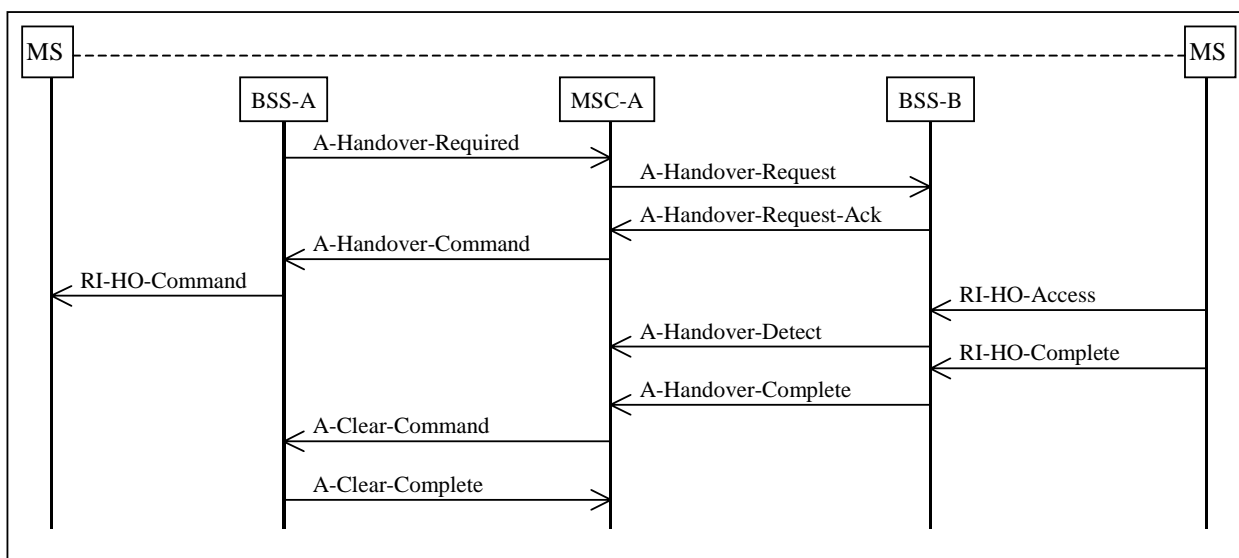 MS
MS
BSS-A
MSC-A
BSS-B
A-Handover-Required
A-Handover-Request
A-Handover-Request-Ack
A-Handover-Command
RI-HO-Command
RI-HO-Access
A-Handover-Detect
RI-HO-Complete
A-Handover-Complete
A-Clear-Command
A-Clear-Complete